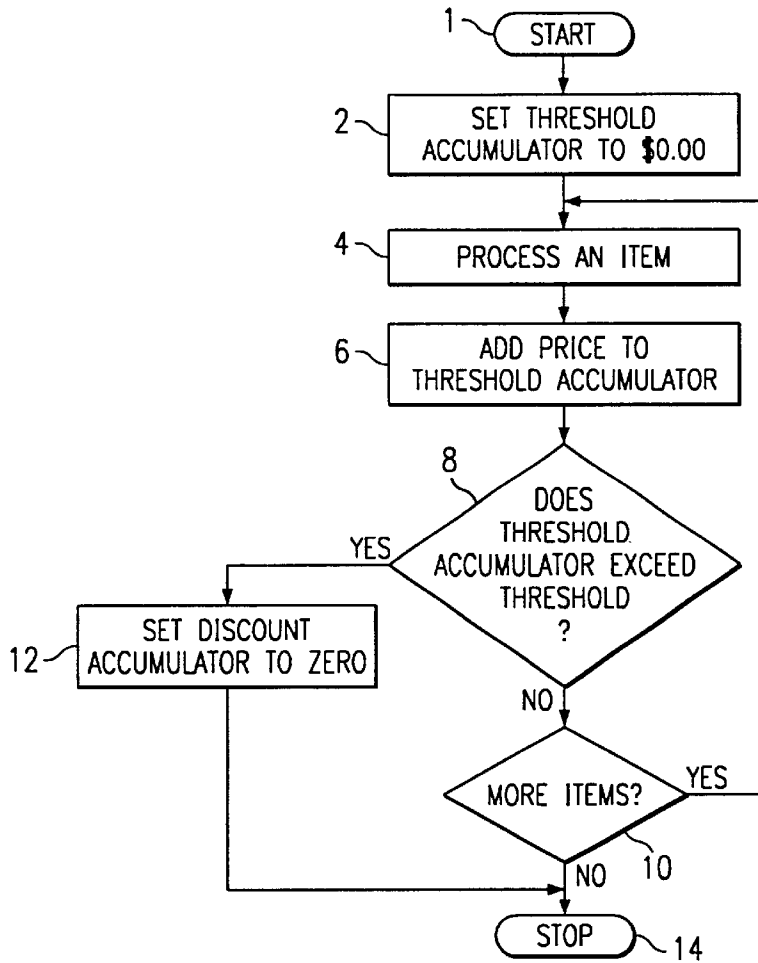 1
START
2
SET THRESHOLD
ACCUMULATOR TO $0.00
4
PROCESS AN ITEM
6
ADD PRICE TO
THRESHOLD ACCUMULATOR
8
DOES
THRESHOLD
ACCUMULATOR EXCEED
THRESHOLD
?
YES
12
SET DISCOUNT
ACCUMULATOR TO ZERO
NO
MORE ITEMS?
YES
10
NO
STOP
14